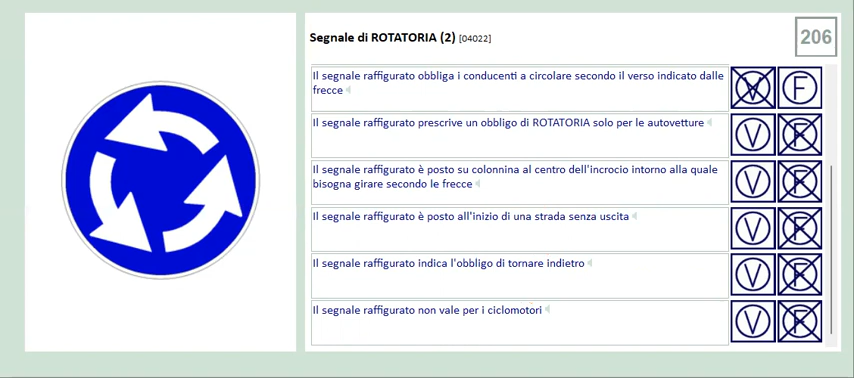 Segnale di ROTATORIA (2) [04022]
206
Il segnale raffigurato obbliga i conducenti a circolare secondo il verso indicato dalle
frecce
V F
Il segnale raffigurato prescrive un obbligo di ROTATORIA solo per le autovetture
V F
Il segnale raffigurato è posto su colonnina al centro dell'incrocio intorno alla quale
bisogna girare secondo le frecce
V F
Il segnale raffigurato è posto all'inizio di una strada senza uscita
V F
Il segnale raffigurato indica l'obbligo di tornare indietro
V F
Il segnale raffigurato non vale per i ciclomotori
V F